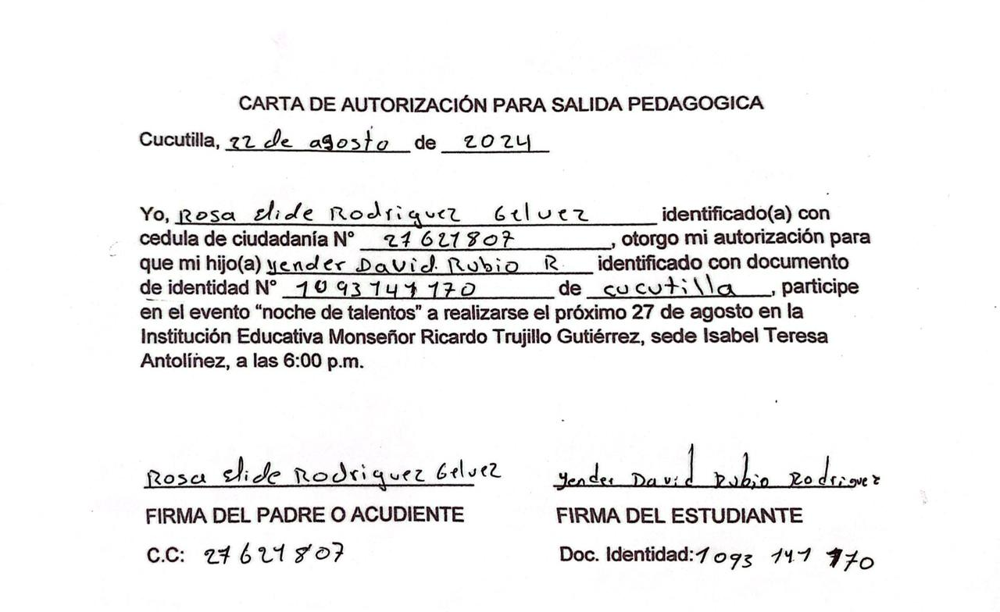 CARTA DE AUTORIZACIÓN PARA SALIDA PEDAGOGICA
Cucutilla, 22 de agosto de 2024
Yo, Rosa Elide Rodriguez Gelvez identificado(a) con
cedula de ciudadanía N° 27621807, otorgo mi autorización para
que mi hijo(a) yender David Rubio R. identificado con documento
de identidad N° 1093141170 de cucutilla, participe
en el evento “noche de talentos” a realizarse el próximo 27 de agosto en la
Institución Educativa Monseñor Ricardo Trujillo Gutiérrez, sede Isabel Teresa
Antolínez, a las 6:00 p.m.
Rosa Elide Rodriguez Gelvez yender David Rubio Rodriguez
FIRMA DEL PADRE O ACUDIENTE FIRMA DEL ESTUDIANTE
C.C: 27621807 Doc. Identidad: 1093 141 170